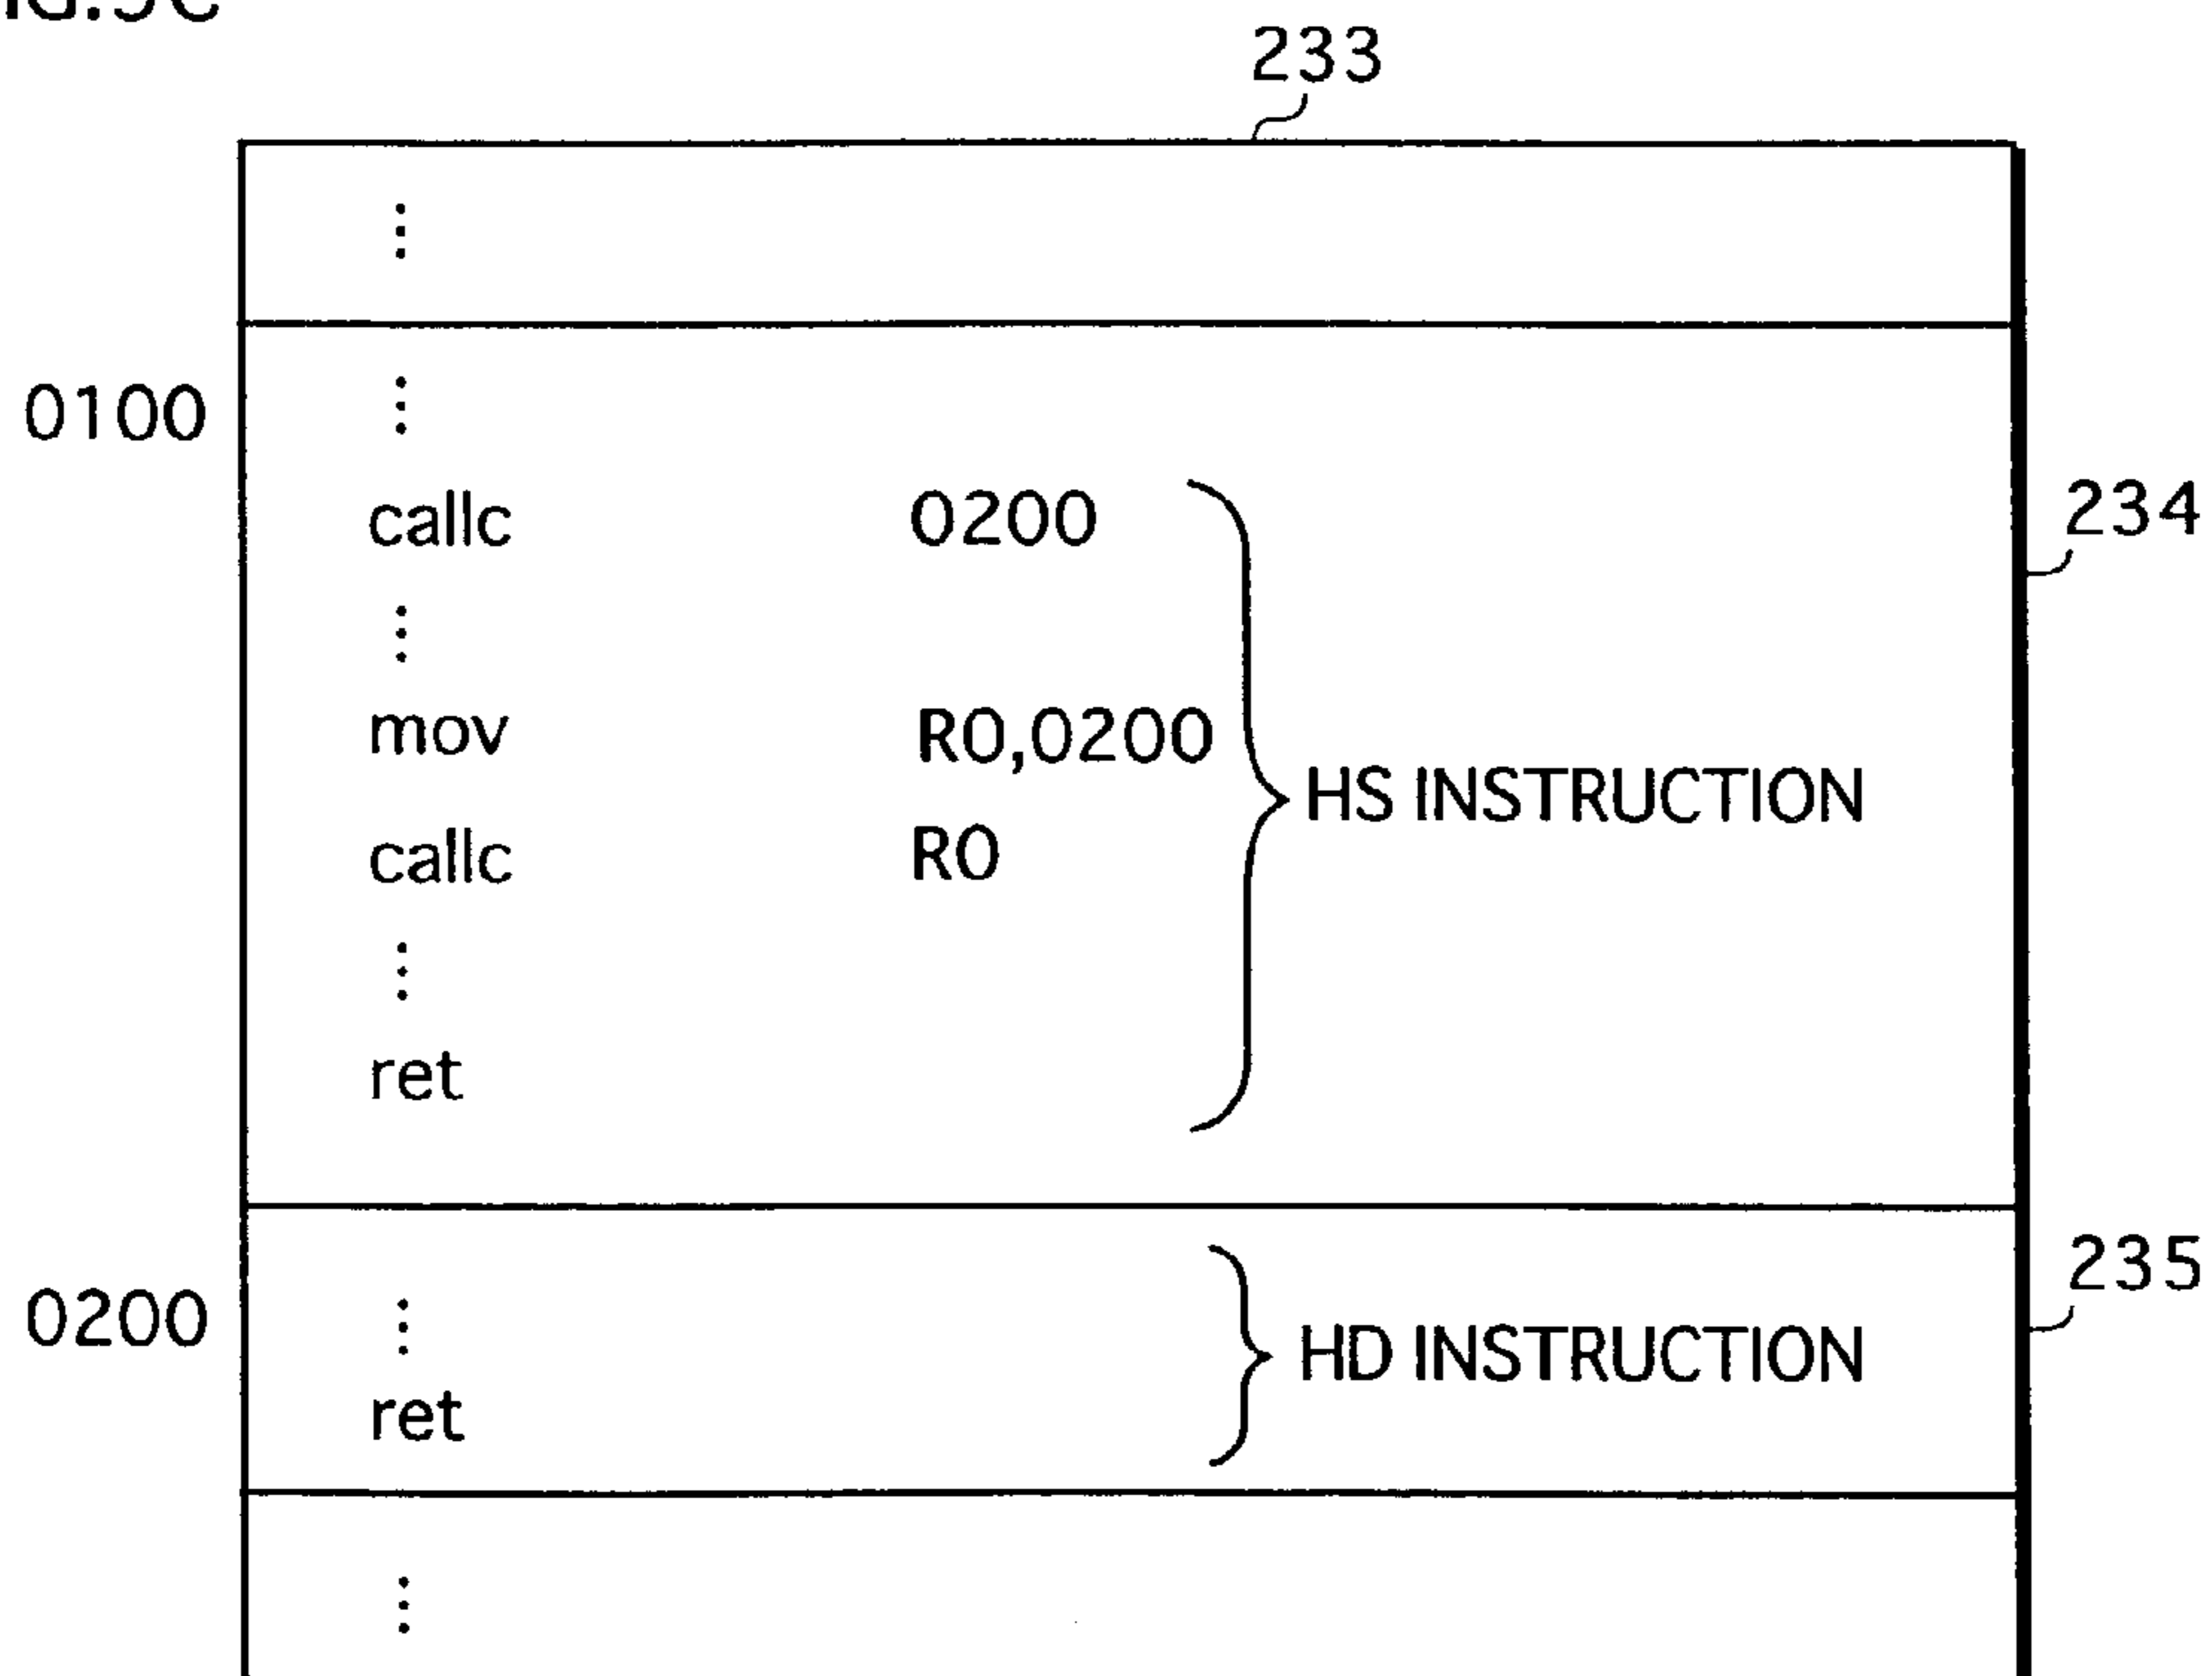 233
0100
callc 0200
234
mov R0,0200
HS INSTRUCTION
callc R0
ret
235
0200
HD INSTRUCTION
ret